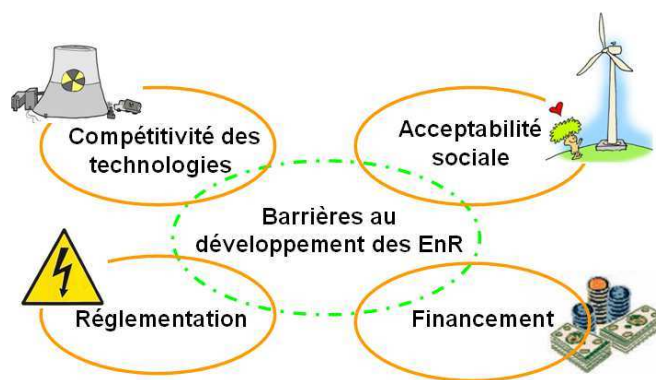 Compétitivité des
technologies
Acceptabilité
sociale
Barrières au
développement des EnR
Réglementation
Financement